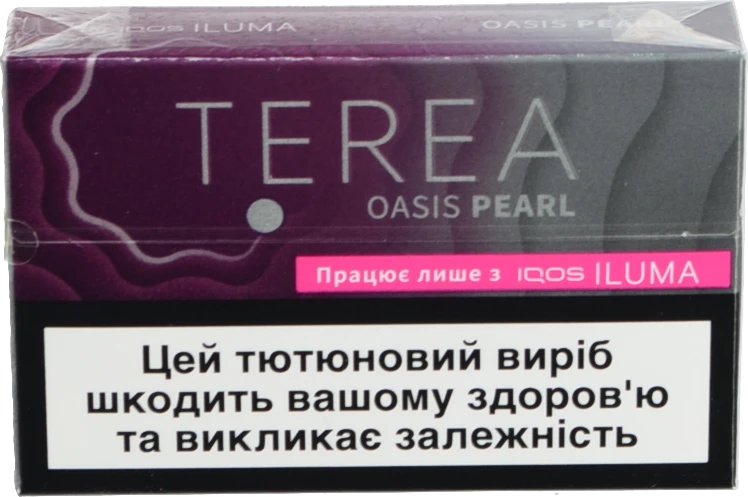 IQOS ILUMA OASIS PEARL
TEREA
OASIS PEARL
Працює лише з IQOS ILUMA
Цей тютюновий виріб
шкодить вашому здоров'ю
та викликає залежність